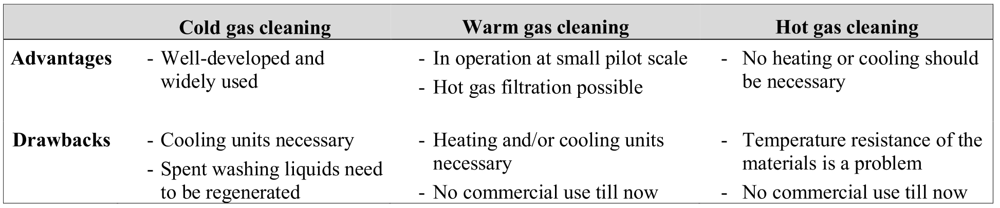 Cold gas cleaning Warm gas cleaning Hot gas cleaning
Advantages
- Well-developed and
widely used
- In operation at small pilot scale
- Hot gas filtration possible
- No heating or cooling should
be necessary
Drawbacks
- Cooling units necessary
- Spent washing liquids need
to be regenerated
- Heating and/or cooling units
necessary
- No commercial use till now
- Temperature resistance of the
materials is a problem
- No commercial use till now